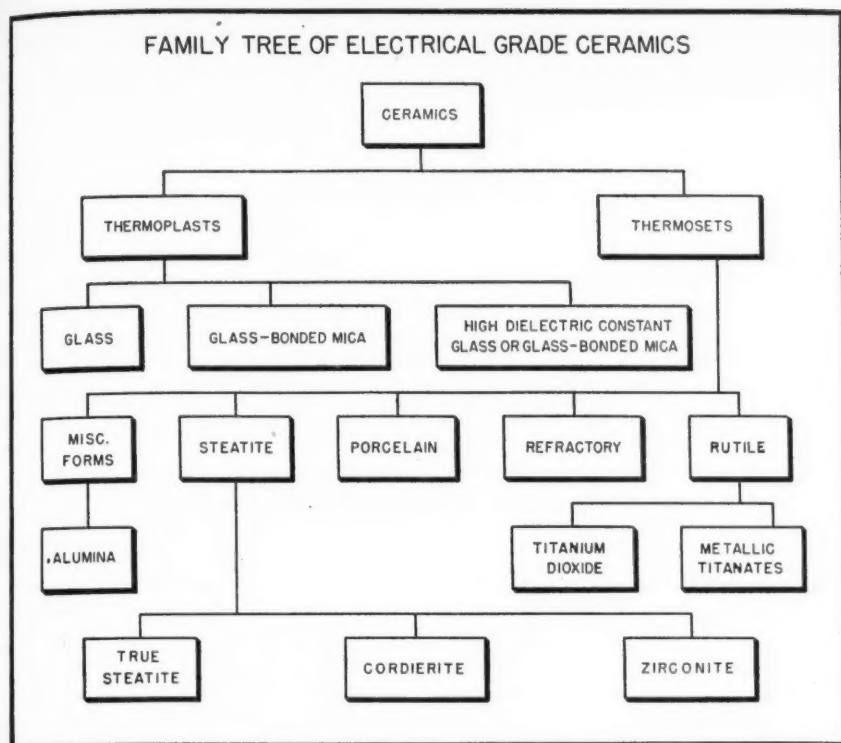 FAMILY TREE OF ELECTRICAL GRADE CERAMICS
CERAMICS
THERMOPLASTS
THERMOSETS
GLASS
GLASS-BONDED MICA
HIGH DIELECTRIC CONSTANT
GLASS OR GLASS-BONDED MICA
MISC.
FORMS
STEATITE
PORCELAIN
REFRACTORY
RUTILE
ALUMINA
TITANIUM
DIOXIDE
METALLIC
TITANATES
TRUE
STEATITE
CORDIERITE
ZIRCONITE